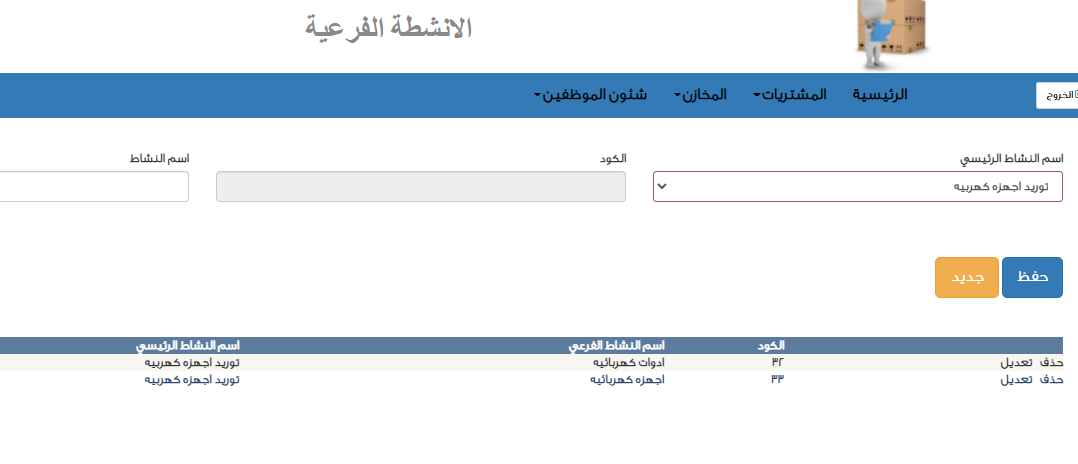 الانشطة الفرعية
الخروج
الرئيسية المشتريات المخازن شئون الموظفين
اسم النشاط الرئيسي الكود اسم النشاط
توريد اجهزه كهربيه
حفظ جديد
الكود اسم النشاط الفرعي اسم النشاط الرئيسي
حذف تعديل ٣٢ ادوات كهربائيه توريد اجهزه كهربيه
حذف تعديل ٣٣ اجهزه كهربائيه توريد اجهزه كهربيه